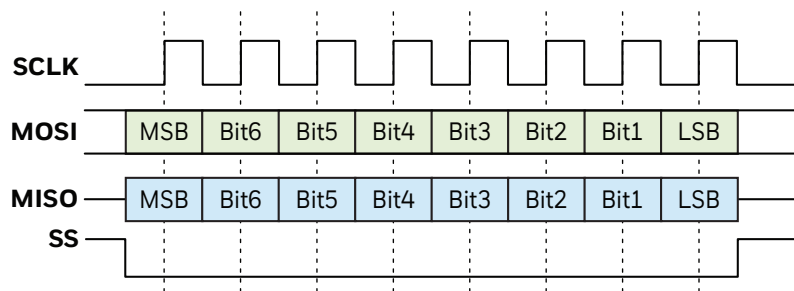 SCLK
MOSI MSB Bit6 Bit5 Bit4 Bit3 Bit2 Bit1 LSB
MISO MSB Bit6 Bit5 Bit4 Bit3 Bit2 Bit1 LSB
SS